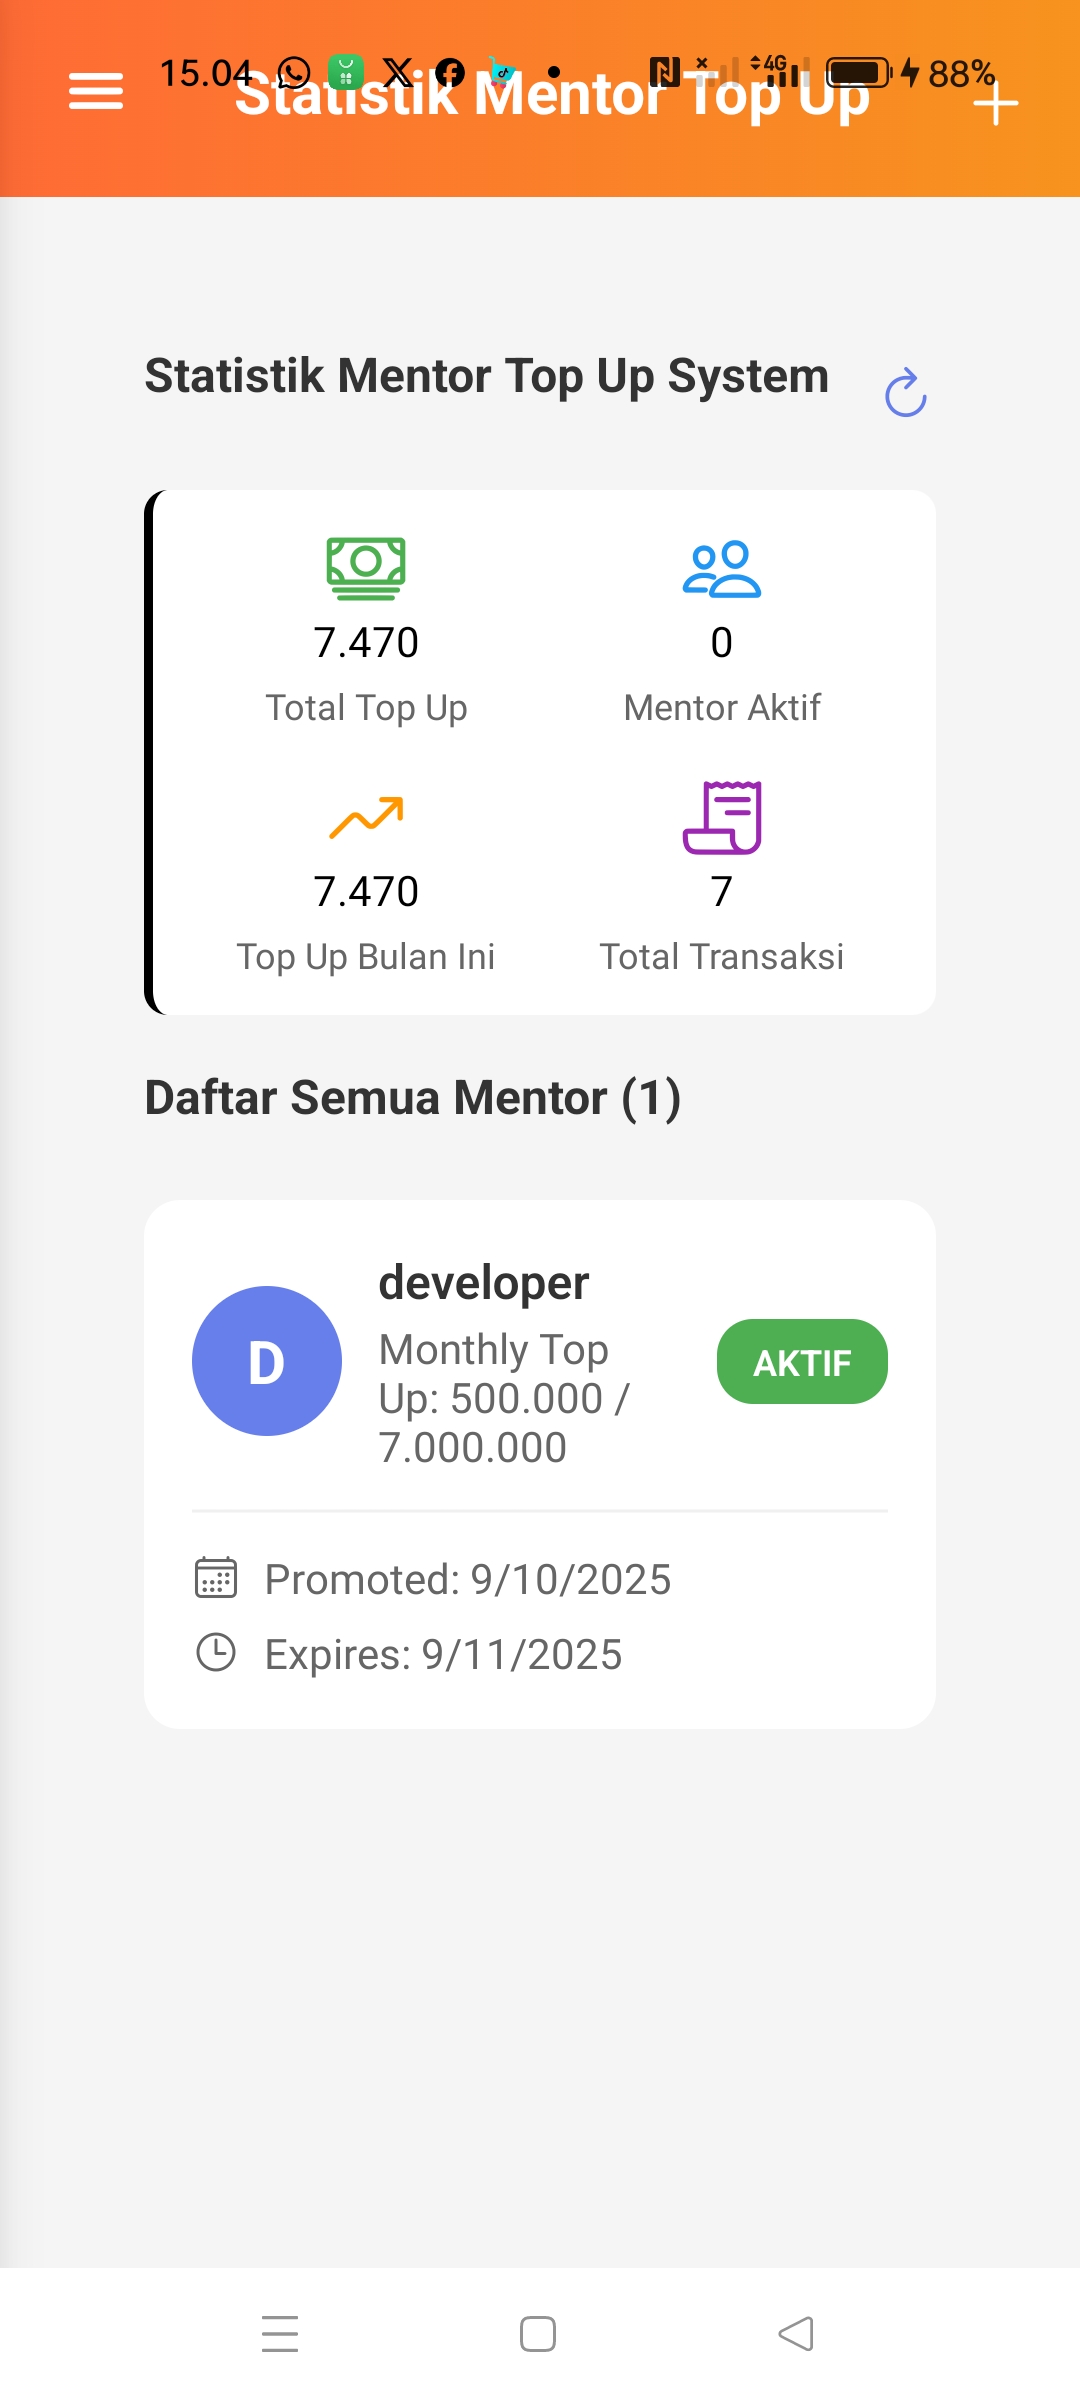 15.04
4G
88%
Statistik Mentor Top Up
Statistik Mentor Top Up System
7.470
0
Total Top Up
Mentor Aktif
7.470
7
Top Up Bulan Ini
Total Transaksi
Daftar Semua Mentor (1)
D
developer
Monthly Top
Up: 500.000 /
7.000.000
AKTIF
Promoted: 9/10/2025
Expires: 9/11/2025